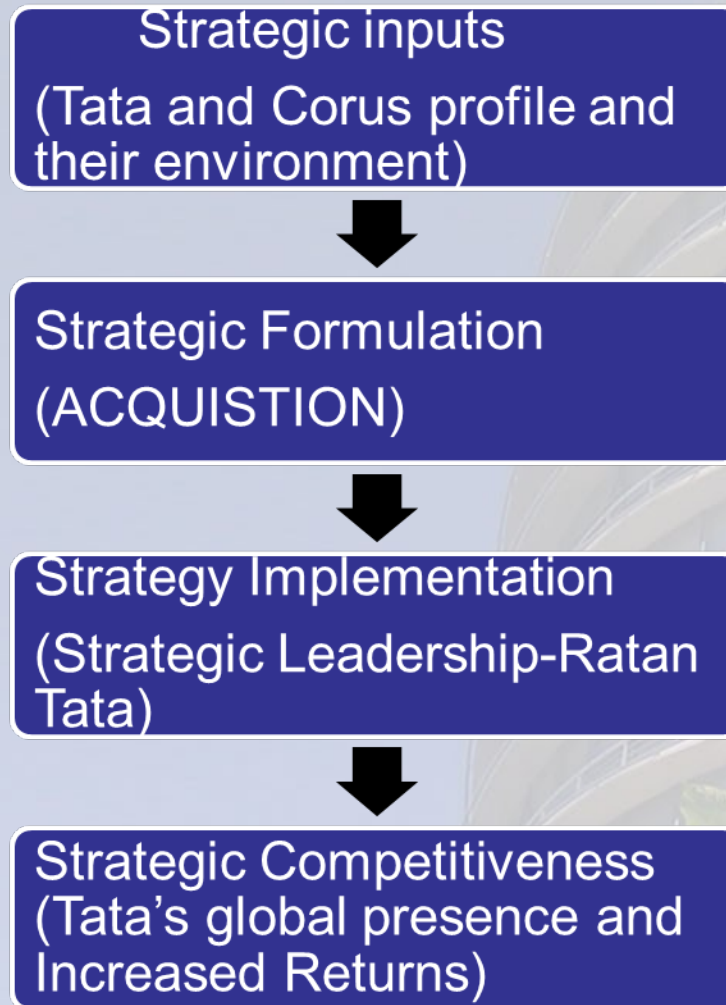 Strategic inputs
(Tata and Corus profile and
their environment)
Strategic Formulation
(ACQUISTION)
Strategy Implementation
(Strategic Leadership-Ratan
Tata)
Strategic Competitiveness
(Tata’s global presence and
Increased Returns)